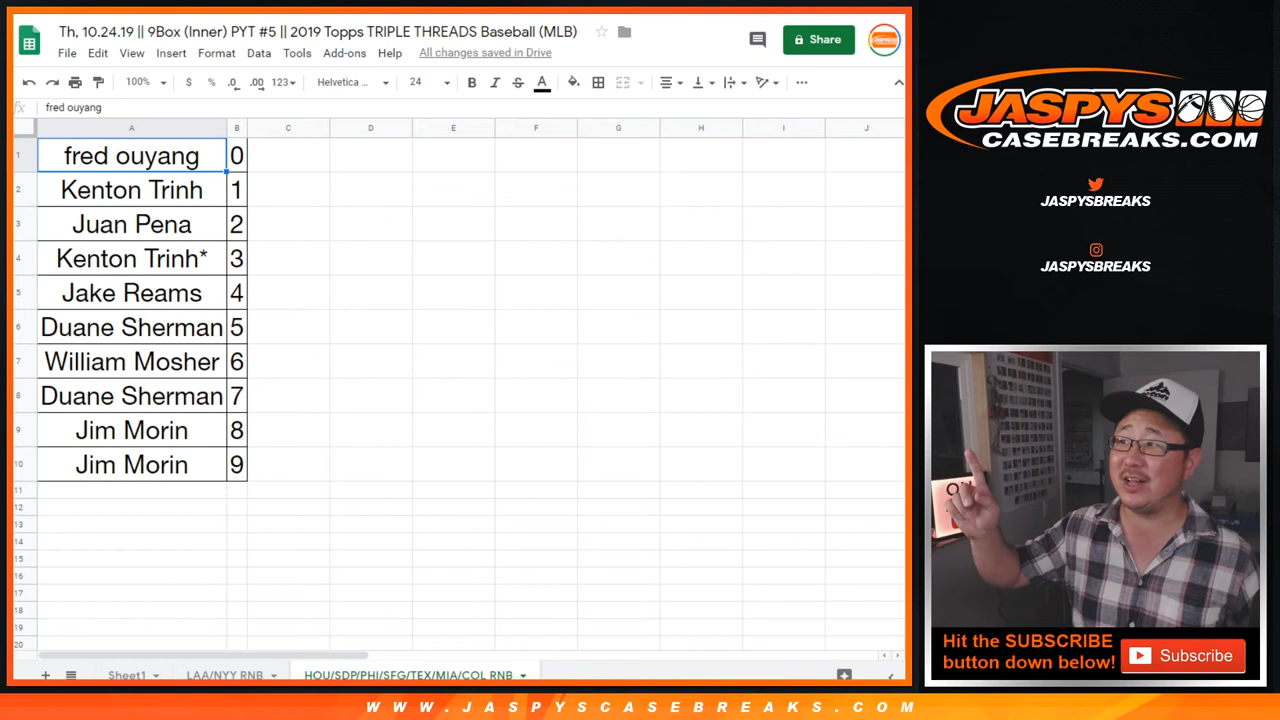 Th, 10.24.19 || 9Box (Inner) PYT #5 || 2019 Topps TRIPLE THREADS Baseball (MLB)
File Edit View Insert Format Data Tools Add-ons Help All changes saved in Drive
Share
100% $ % .0 .00 123 Helvetica ... 24 B I S A
fx fred ouyang
A B C D E F G H I J
1 fred ouyang 0
2 Kenton Trinh 1
3 Juan Pena 2
4 Kenton Trinh* 3
5 Jake Reams 4
6 Duane Sherman 5
7 William Mosher 6
8 Duane Sherman 7
9 Jim Morin 8
10 Jim Morin 9
11
12
13
14
15
16
17
18
19
20
Sheet1 LAA/NYY RNB HOU/SDP/PHI/SFG/TEX/MIA/COL RNB
JASPYS
CASEBREAKS.COM
JASPYSBREAKS
JASPYSBREAKS
Hit the SUBSCRIBE
button down below!
Subscribe
WWW.JASPYSCASEBREAKS.COM